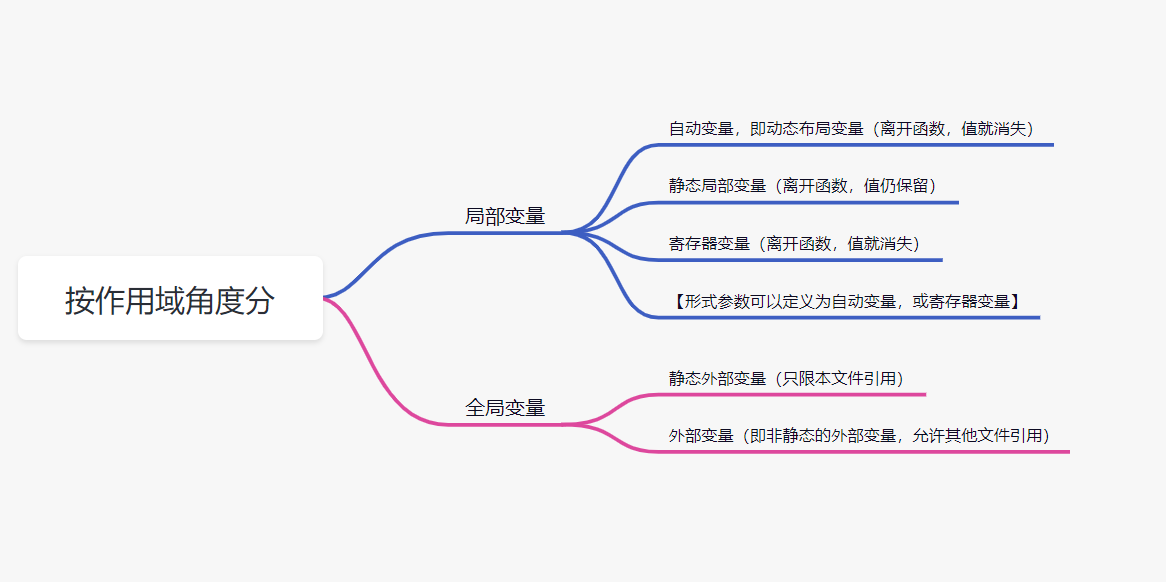 按作用域角度分
局部变量
自动变量，即动态布局变量（离开函数，值就消失）
静态局部变量（离开函数，值仍保留）
寄存器变量（离开函数，值就消失）
【形式参数可以定义为自动变量，或寄存器变量】
全局变量
静态外部变量（只限本文件引用）
外部变量（即非静态的外部变量，允许其他文件引用）